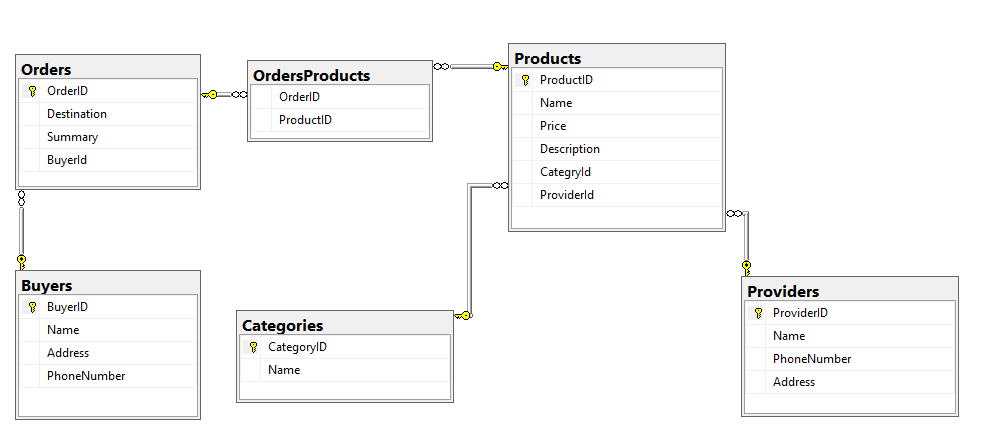 Orders
OrderID
Destination
Summary
BuyerId
OrdersProducts
OrderID
ProductID
Products
ProductID
Name
Price
Description
CategryId
ProviderId
Buyers
BuyerID
Name
Address
PhoneNumber
Categories
CategoryID
Name
Providers
ProviderID
Name
PhoneNumber
Address